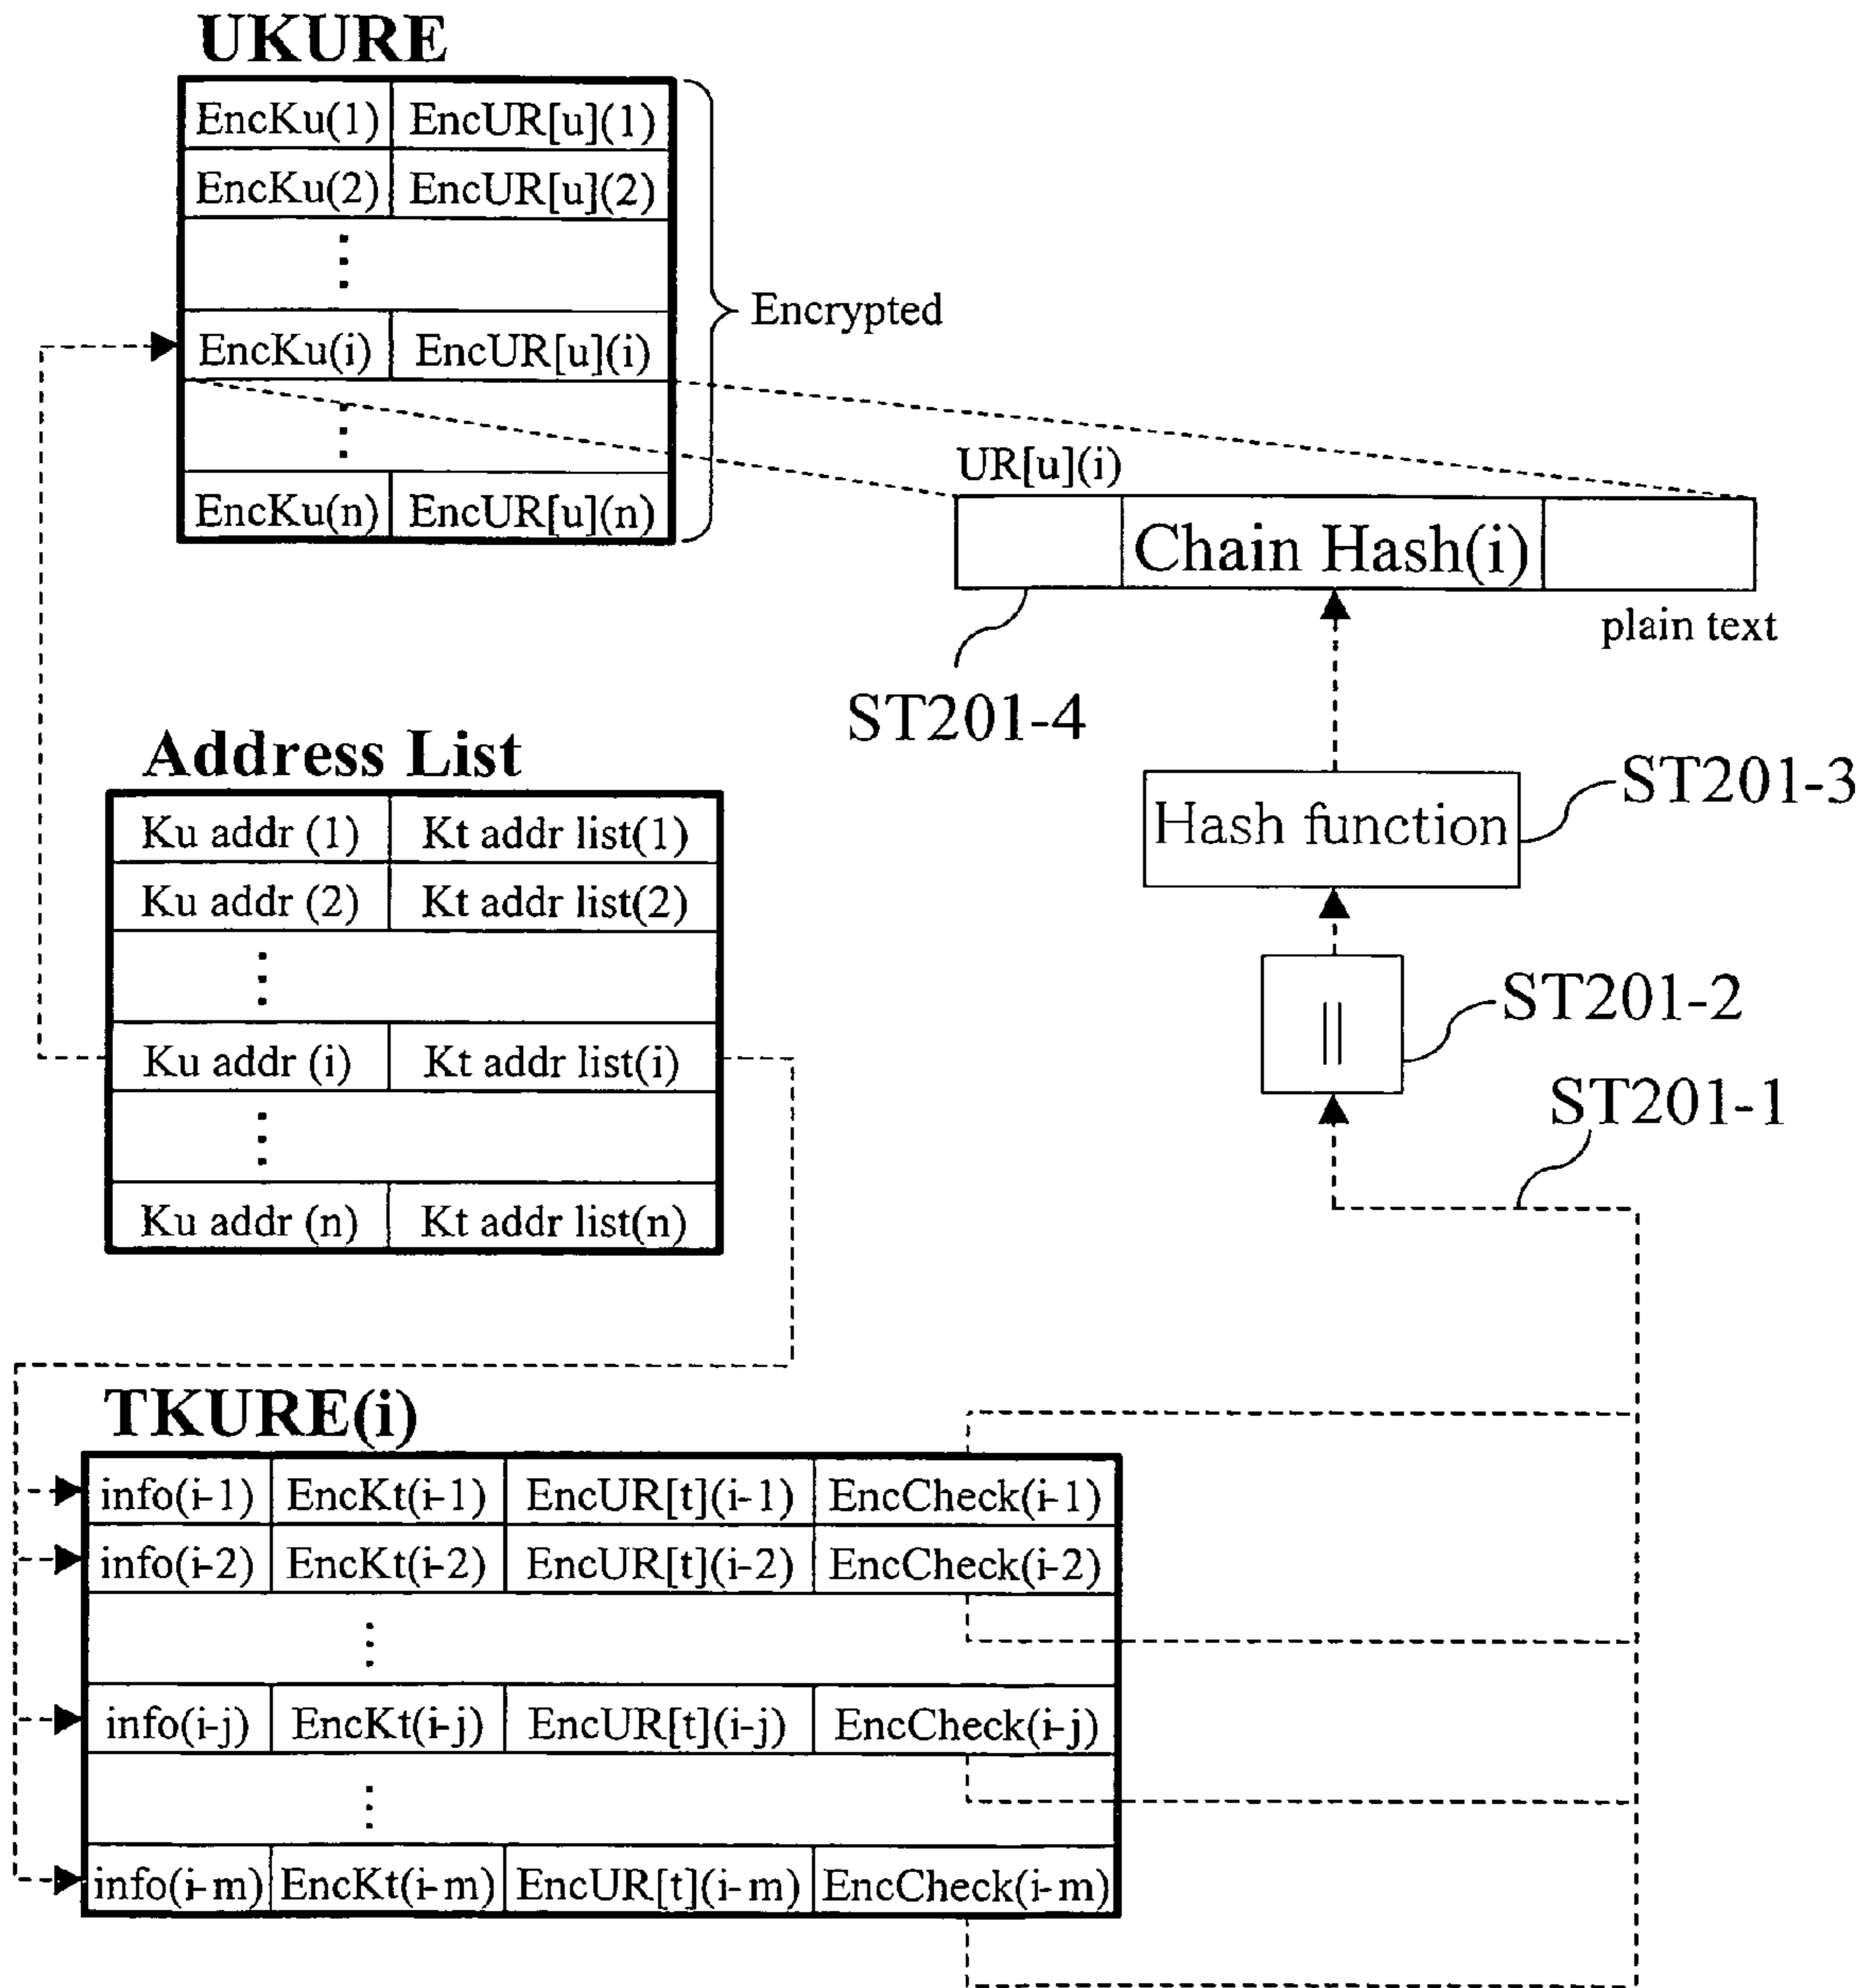 UKURE
EncKu(1) EncUR[u](1)
EncKu(2) EncUR[u](2)
EncKu(i) EncUR[u](i)
EncKu(n) EncUR[u](n)
Encrypted
UR[u](i)
Chain Hash(i)
plain text
ST201-4
Hash function
ST201-3
||
ST201-2
ST201-1
Address List
Ku addr (1) Kt addr list(1)
Ku addr (2) Kt addr list(2)
Ku addr (i) Kt addr list(i)
Ku addr (n) Kt addr list(n)
TKURE(i)
info(i-1) EncKt(i-1) EncUR[t](i-1) EncCheck(i-1)
info(i-2) EncKt(i-2) EncUR[t](i-2) EncCheck(i-2)
info(i-j) EncKt(i-j) EncUR[t](i-j) EncCheck(i-j)
info(i-m) EncKt(i-m) EncUR[t](i-m) EncCheck(i-m)